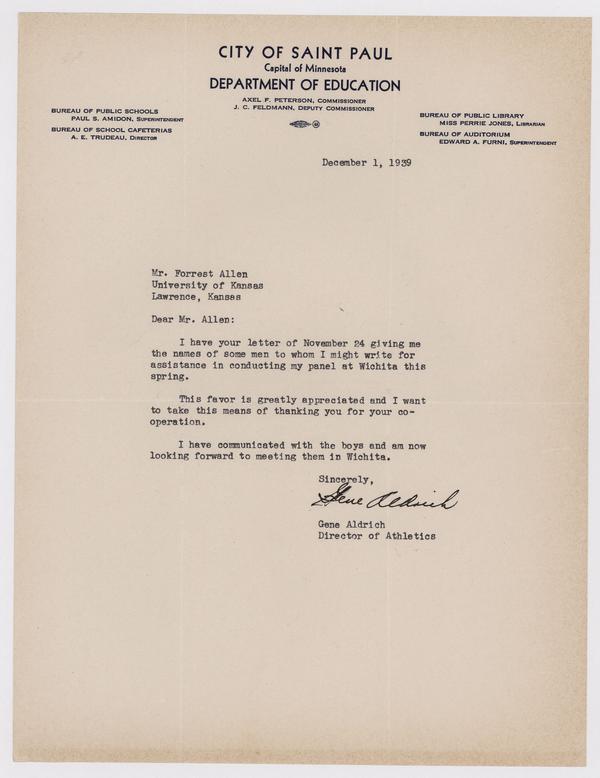 CITY OF SAINT PAUL
Capital of Minnesota
DEPARTMENT OF EDUCATION
AXEL F. PETERSON, COMMISSIONER
J. C. FELDMANN, DEPUTY COMMISSIONER
BUREAU OF PUBLIC SCHOOLS
PAUL S. AMIDON, SUPERINTENDENT
BUREAU OF SCHOOL CAFETERIAS
A. E. TRUDEAU, DIRECTOR
BUREAU OF PUBLIC LIBRARY
MISS PERRIE JONES, LIBRARIAN
BUREAU OF AUDITORIUM
EDWARD A. FURNI, SUPERINTENDENT
December 1, 1939
Mr. Forrest Allen
University of Kansas
Lawrence, Kansas
Dear Mr. Allen:
I have your letter of November 24 giving me
the names of some men to whom I might write for
assistance in conducting my panel at Wichita this
spring.
This favor is greatly appreciated and I want
to take this means of thanking you for your co-
operation.
I have communicated with the boys and am now
looking forward to meeting them in Wichita.
Sincerely,
Gene Aldrich
Gene Aldrich
Director of Athletics